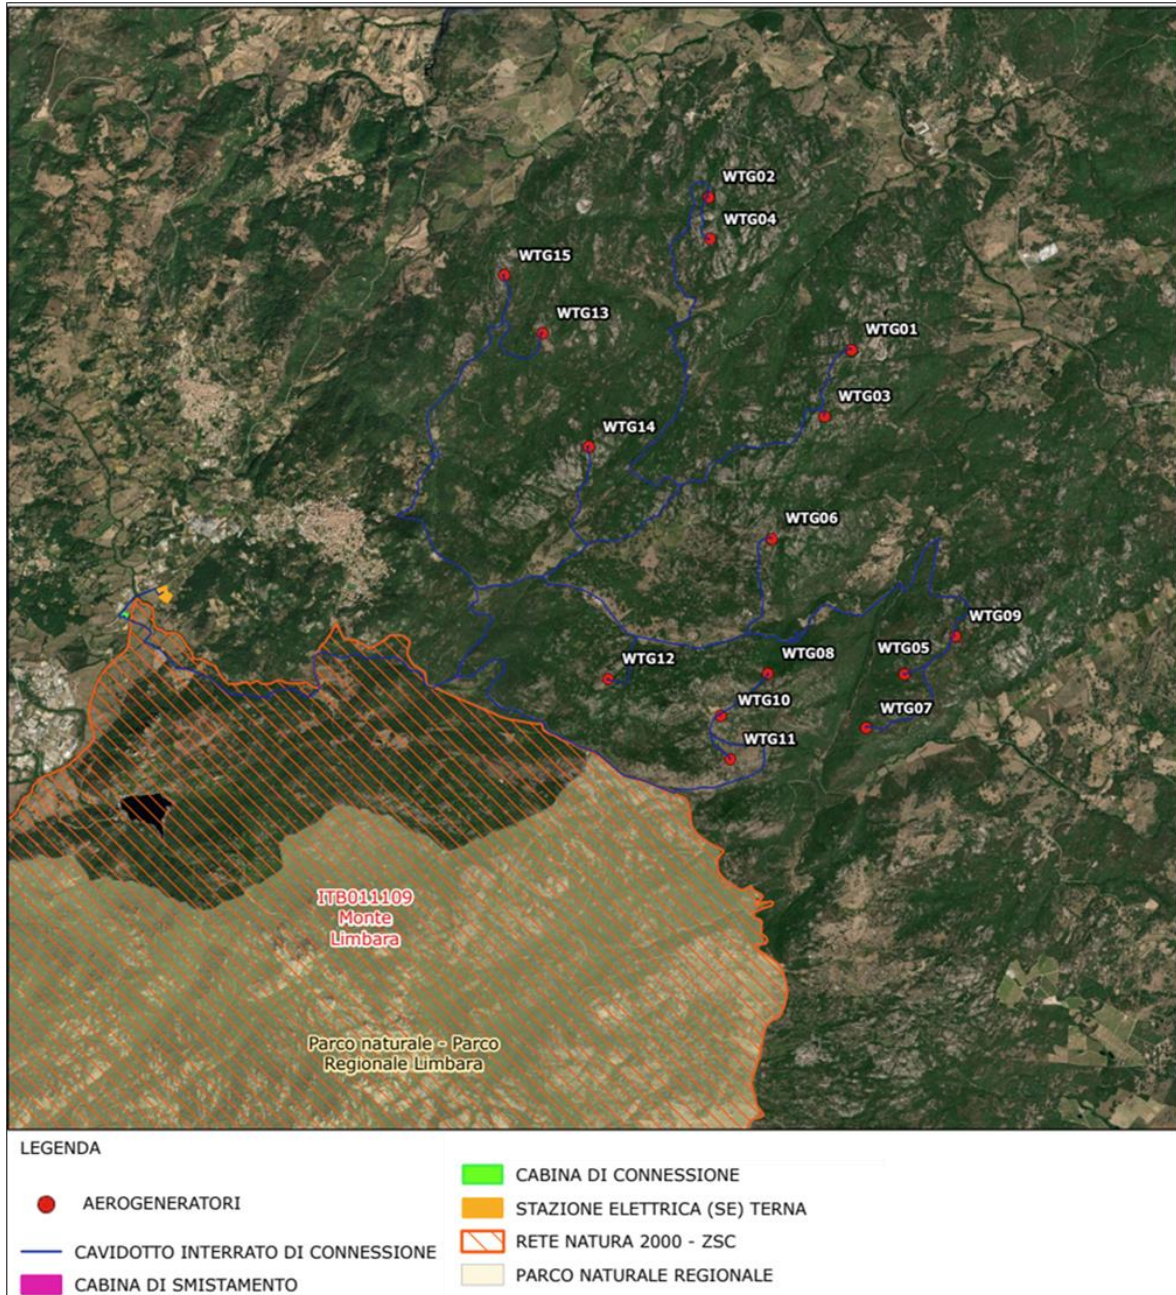 WTG02
WTG04
WTG15
WTG13
WTG01
WTG03
WTG14
WTG06
WTG09
WTG12
WTG08
WTG05
WTG10
WTG07
WTG11
ITB011109
Monte
Limbara
Parco naturale - Parco
Regionale Limbara
LEGENDA
AEROGENERATORI
CAVIDOTTO INTERRATO DI CONNESSIONE
CABINA DI SMISTAMENTO
CABINA DI CONNESSIONE
STAZIONE ELETTRICA (SE) TERNA
RETE NATURA 2000 - ZSC
PARCO NATURALE REGIONALE